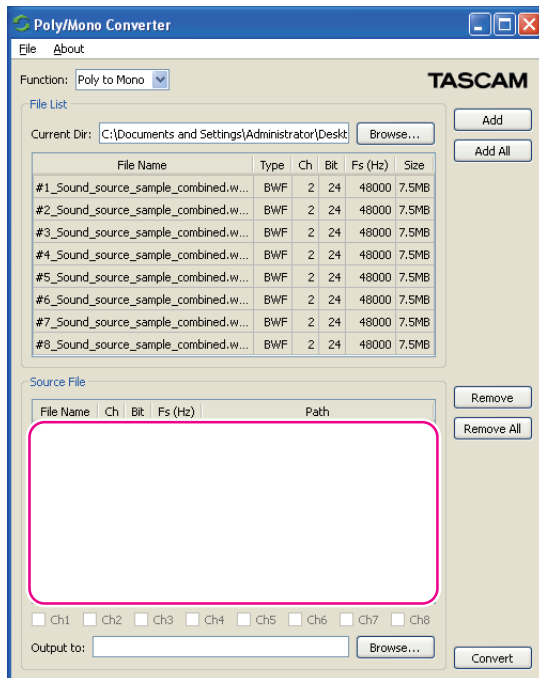 Poly/Mono Converter
File About
Function: Poly to Mono
TASCAM
File List
Current Dir: C:\Documents and Settings\Administrator\Deskt Browse...
Add
Add All
File Name Type Ch Bit Fs (Hz) Size
#1_Sound_source_sample_combined.w... BWF 2 24 48000 7.5MB
#2_Sound_source_sample_combined.w... BWF 2 24 48000 7.5MB
#3_Sound_source_sample_combined.w... BWF 2 24 48000 7.5MB
#4_Sound_source_sample_combined.w... BWF 2 24 48000 7.5MB
#5_Sound_source_sample_combined.w... BWF 2 24 48000 7.5MB
#6_Sound_source_sample_combined.w... BWF 2 24 48000 7.5MB
#7_Sound_source_sample_combined.w... BWF 2 24 48000 7.5MB
#8_Sound_source_sample_combined.w... BWF 2 24 48000 7.5MB
Source File
Remove
Remove All
File Name Ch Bit Fs (Hz) Path
Ch1 Ch2 Ch3 Ch4 Ch5 Ch6 Ch7 Ch8
Output to: Browse...
Convert